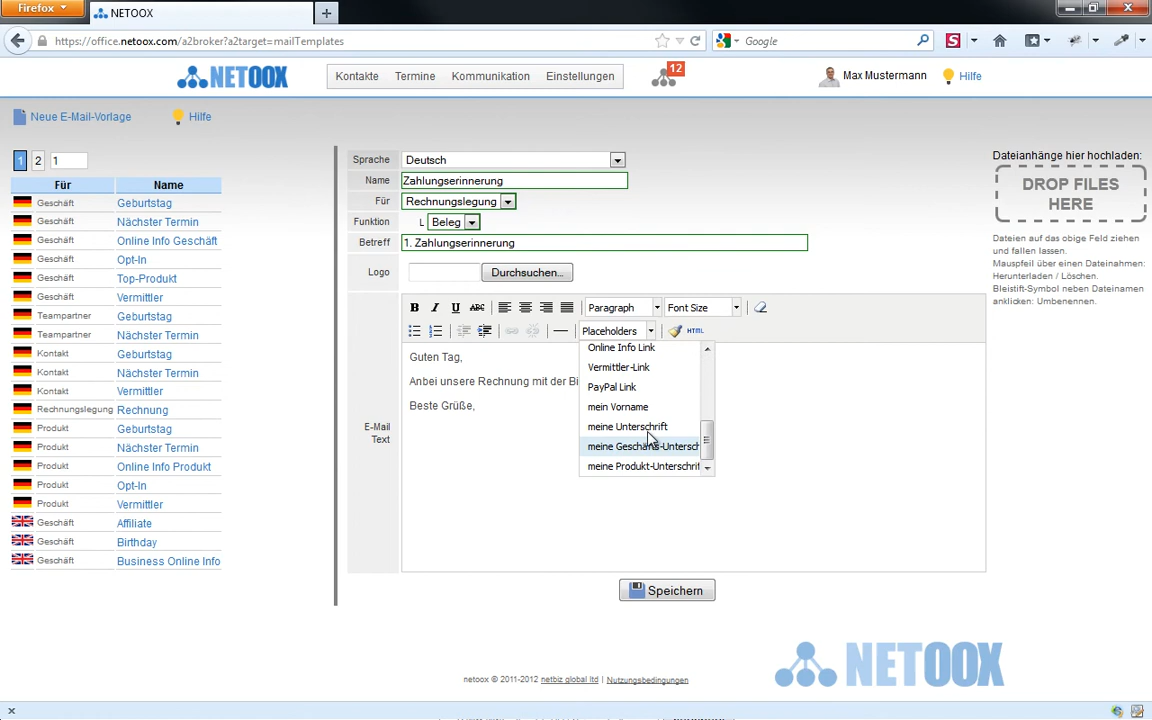 Firefox
NETOOX
https://office.netoox.com/a2broker?a2target=mailTemplates
Google
NETOOX
Kontakte Termine Kommunikation Einstellungen
12
Max Mustermann
Hilfe
Neue E-Mail-Vorlage
Hilfe
1 2 1
Für Name
Geschäft Geburtstag
Geschäft Nächster Termin
Geschäft Online Info Geschäft
Geschäft Opt-In
Geschäft Top-Produkt
Geschäft Vermittler
Teampartner Geburtstag
Teampartner Nächster Termin
Kontakt Geburtstag
Kontakt Nächster Termin
Kontakt Vermittler
Rechnungslegung Rechnung
Produkt Geburtstag
Produkt Nächster Termin
Produkt Online Info Produkt
Produkt Opt-In
Produkt Vermittler
Geschäft Affiliate
Geschäft Birthday
Geschäft Business Online Info
Sprache Deutsch
Name Zahlungserinnerung
Für Rechnungslegung
Funktion L Beleg
Betreff 1. Zahlungserinnerung
Logo Durchsuchen...
B I U ABC Paragraph Font Size
Placeholders HTML
E-Mail
Text
Guten Tag,
Anbei unsere Rechnung mit der Bi
Beste Grüße,
Online Info Link
Vermittler-Link
PayPal Link
mein Vorname
meine Unterschrift
meine Geschäfts-Untersch
meine Produkt-Unterschrif
Speichern
Dateianhänge hier hochladen:
DROP FILES
HERE
Dateien auf das obige Feld ziehen
und fallen lassen.
Mauspfeil über einen Dateinahmen:
Herunterladen / Löschen.
Bleistift-Symbol neben Dateinahmen
anklicken: Umbenennen.
NETOOX
netoox © 2011-2012 netbiz global ltd | Nutzungsbedingungen